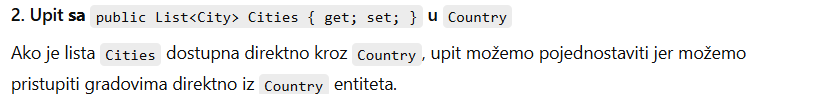 2. Upit sa public List<City> Cities { get; set; } u Country
Ako je lista Cities dostupna direktno kroz Country, upit možemo pojednostaviti jer možemo
pristupiti gradovima direktno iz Country entiteta.